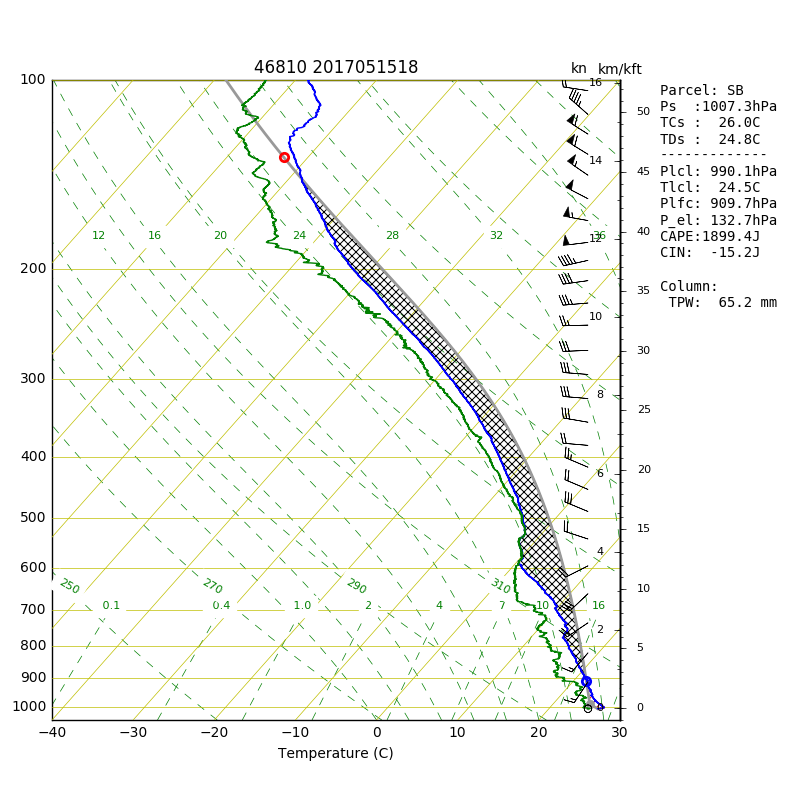 46810 2017051518
kn km/kft
100
200
300
400
500
600
700
800
900
1000
−40 −30 −20 −10 0 10 20 30
Temperature (C)
12 16 20 24 28 32 36
250 270 290 310
0.1 0.4 1.0 2 4 7 10 16
16
14
12
10
8
6
4
2
50
45
40
35
30
25
20
15
10
5
0
Parcel: SB
Ps :1007.3hPa
TCs : 26.0C
TDs : 24.8C
-------------
Plcl: 990.1hPa
Tlcl: 24.5C
Plfc: 909.7hPa
P_el: 132.7hPa
CAPE:1899.4J
CIN: -15.2J
Column:
TPW: 65.2 mm